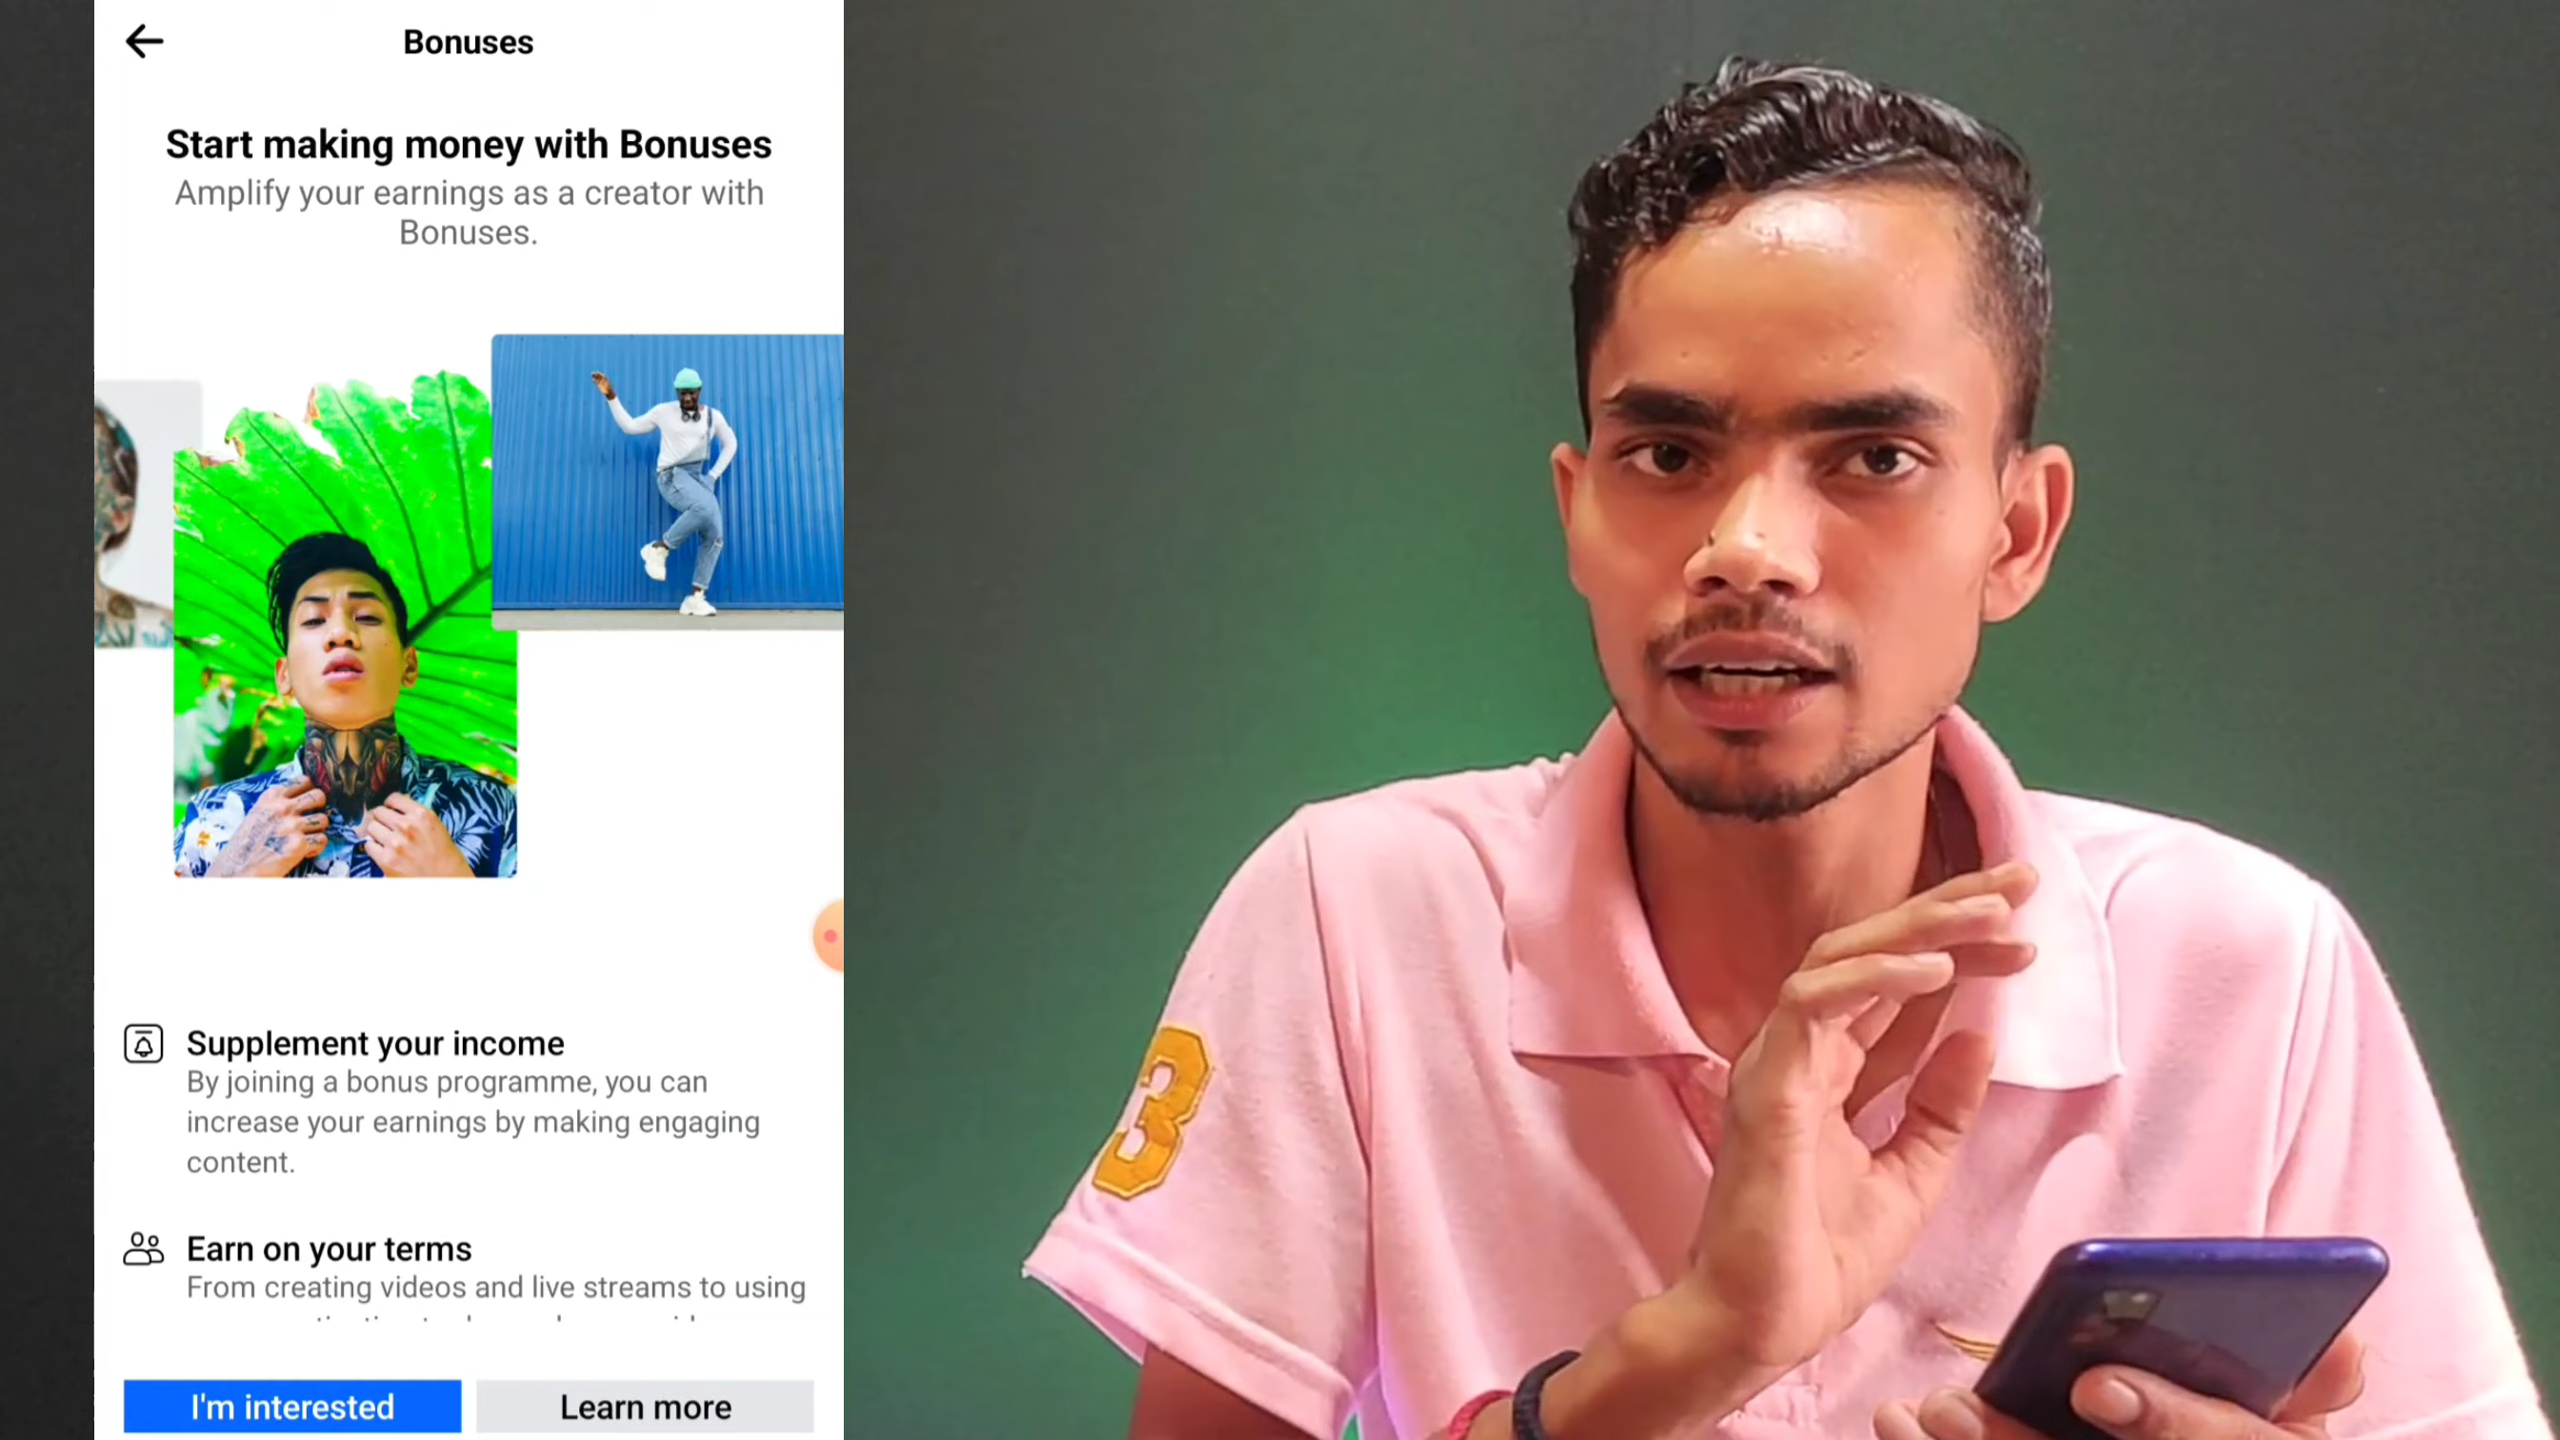 Bonuses
Start making money with Bonuses
Amplify your earnings as a creator with
Bonuses.
Supplement your income
By joining a bonus programme, you can
increase your earnings by making engaging
content.
Earn on your terms
From creating videos and live streams to using
I'm interested
Learn more
3